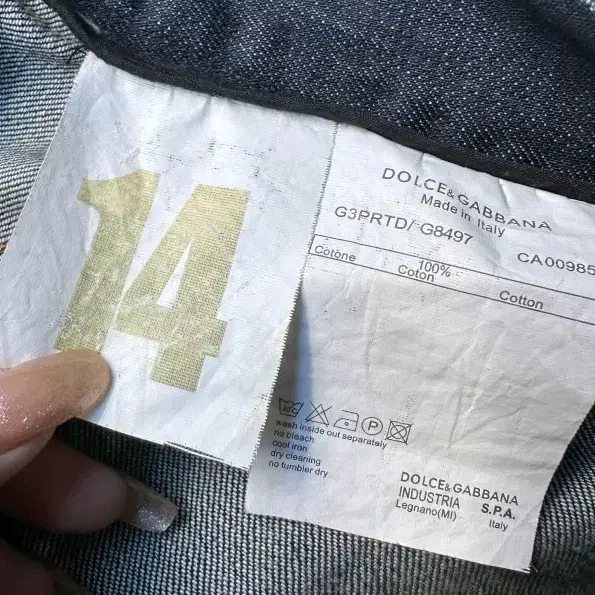 14
DOLCE&GABBANA
Made in Italy
G3PRTD/ G8497 CA00985
100%
Cotone Coton Cotton
30°
P
wash inside out separately
no bleach
cool iron
dry cleaning
no tumbler dry
DOLCE&GABBANA
INDUSTRIA S.P.A.
Legnano(MI) Italy